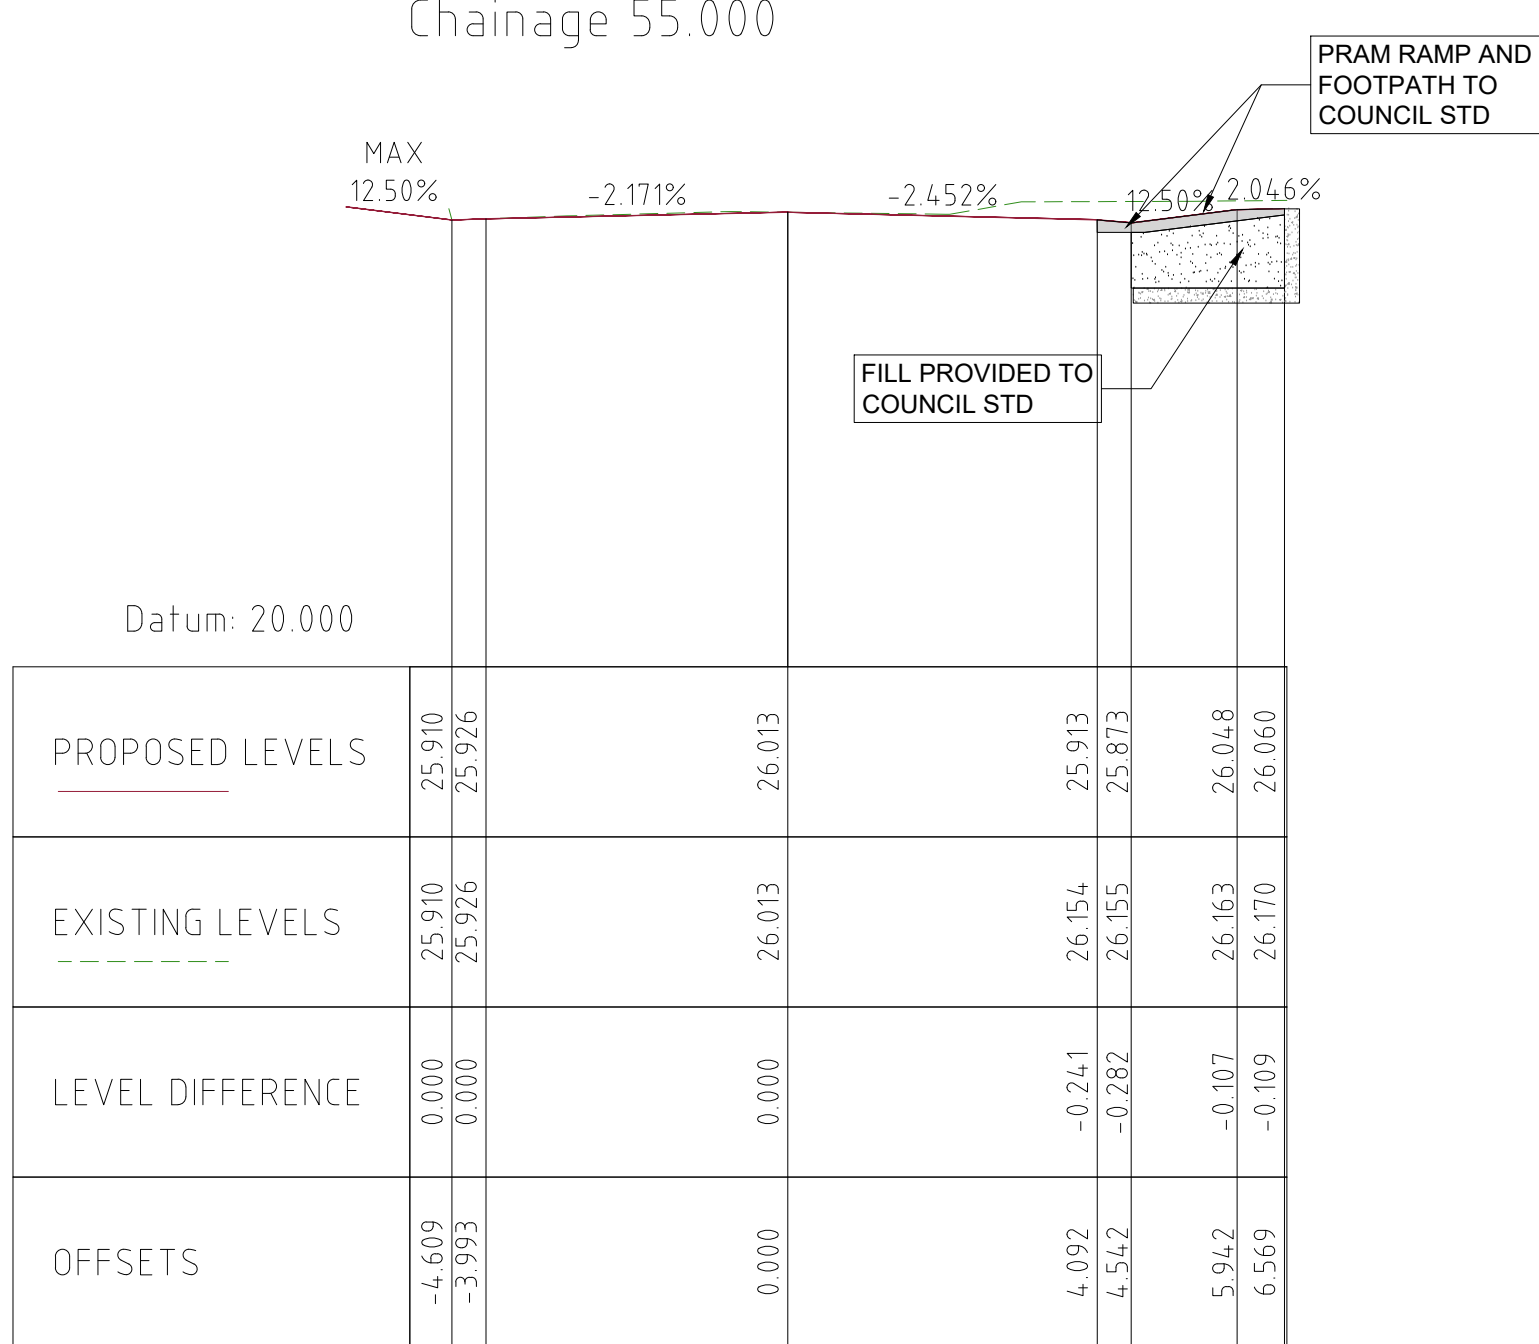 Chainage 55.000
PRAM RAMP AND
FOOTPATH TO
COUNCIL STD
MAX
12.50%
-2.171%
-2.452%
12.50%
2.046%
FILL PROVIDED TO
COUNCIL STD
Datum: 20.000
PROPOSED LEVELS
25.910
25.926
26.013
25.913
25.873
26.048
26.060
EXISTING LEVELS
25.910
25.926
26.013
26.154
26.155
26.163
26.170
LEVEL DIFFERENCE
0.000
0.000
0.000
-0.241
-0.282
-0.107
-0.109
OFFSETS
-4.609
-3.993
0.000
4.092
4.542
5.942
6.569